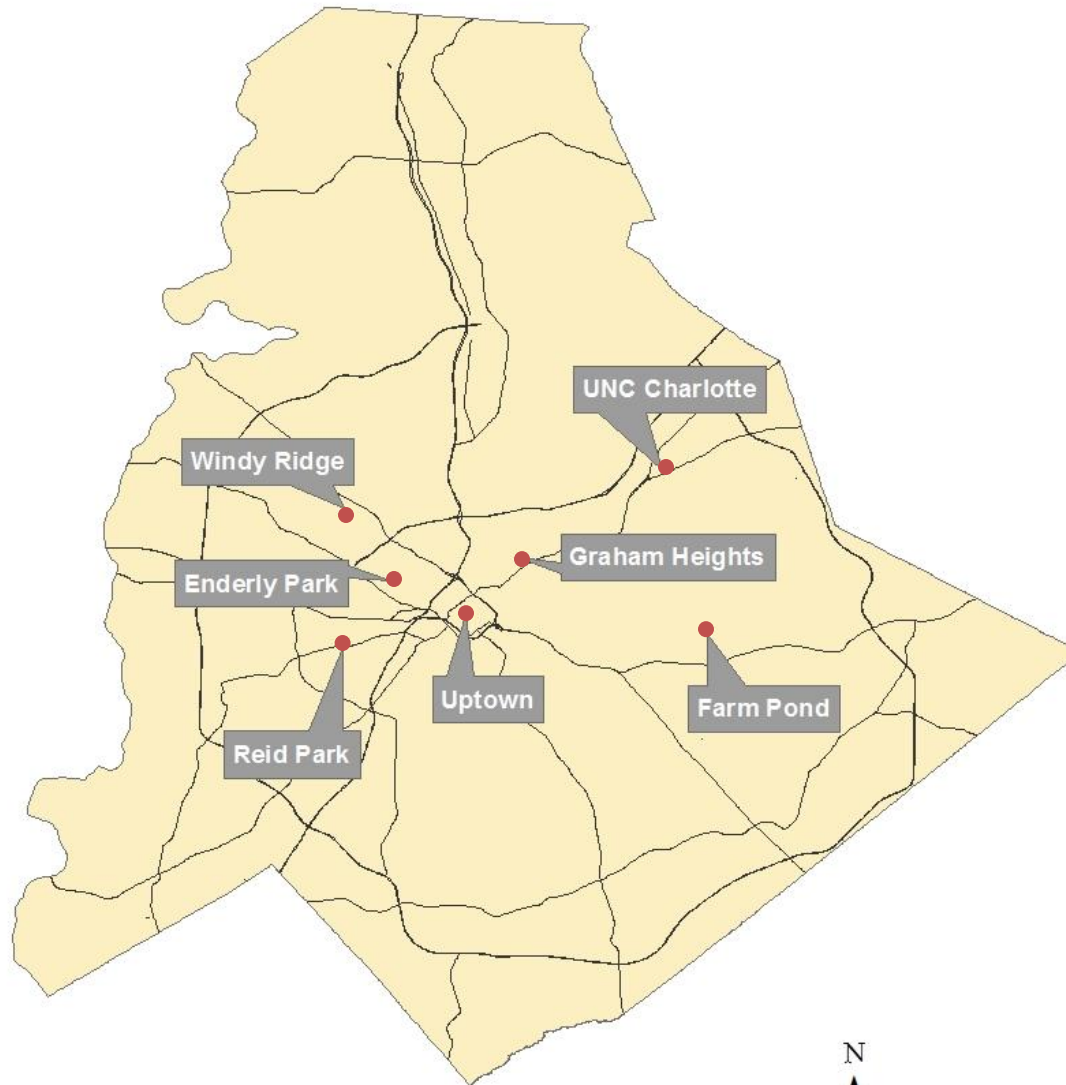 UNC Charlotte
Windy Ridge
Graham Heights
Enderly Park
Uptown
Farm Pond
Reid Park
N